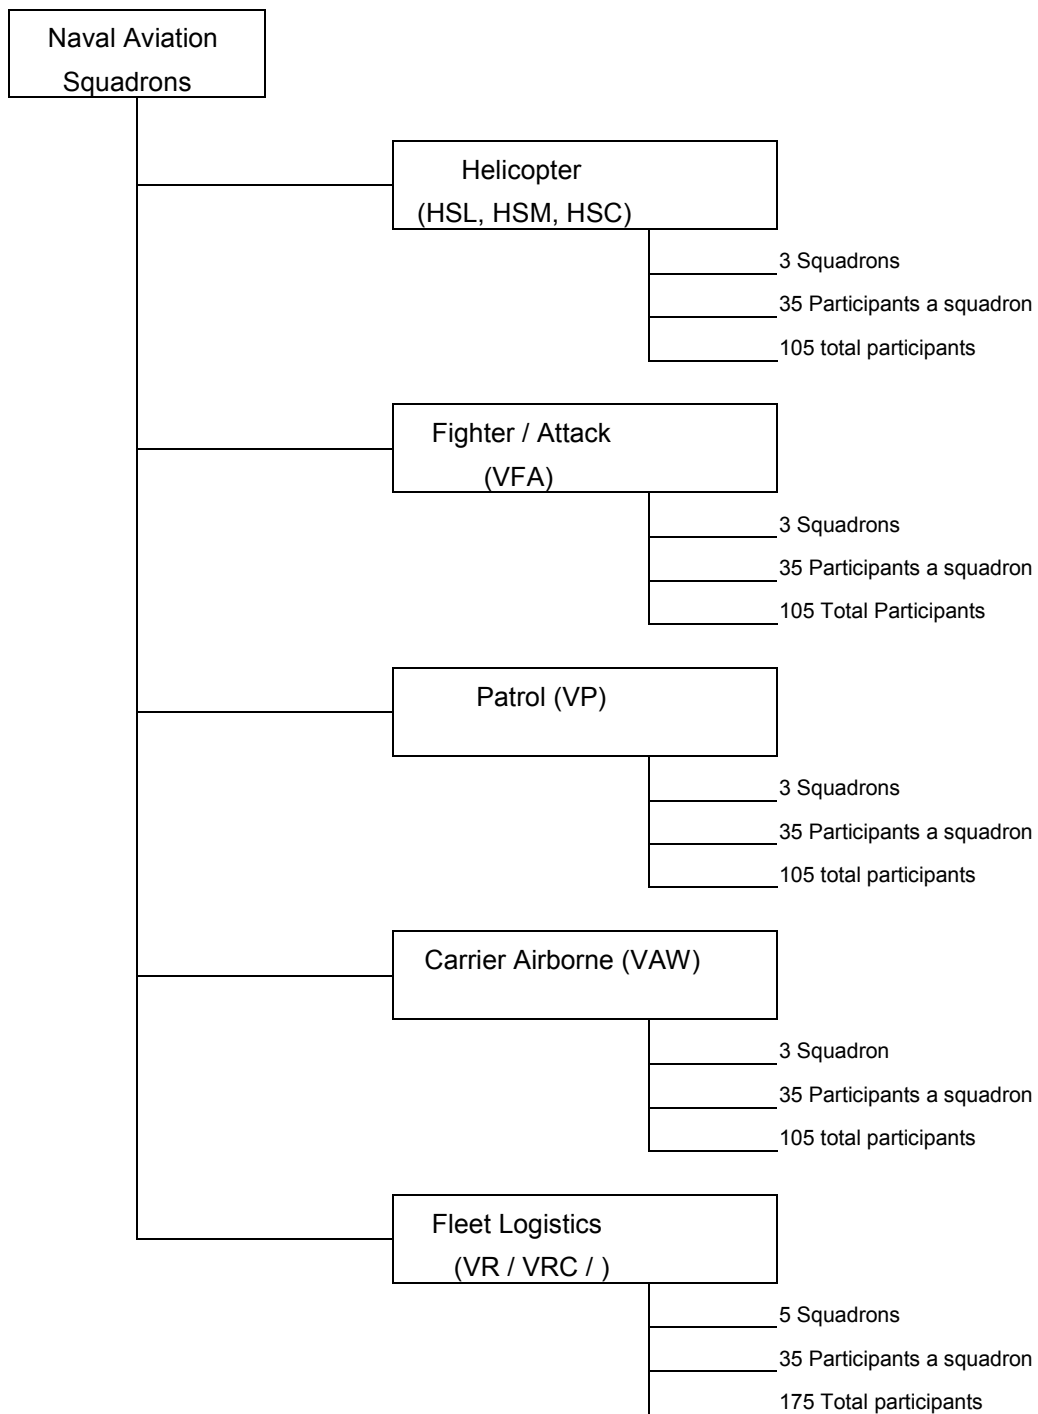 Naval Aviation
Squadrons
Helicopter
(HSL, HSM, HSC)
3 Squadrons
35 Participants a squadron
105 total participants
Fighter / Attack
(VFA)
3 Squadrons
35 Participants a squadron
105 Total Participants
Patrol (VP)
3 Squadrons
35 Participants a squadron
105 total participants
Carrier Airborne (VAW)
3 Squadron
35 Participants a squadron
105 total participants
Fleet Logistics
(VR / VRC / )
5 Squadrons
35 Participants a squadron
175 Total participants